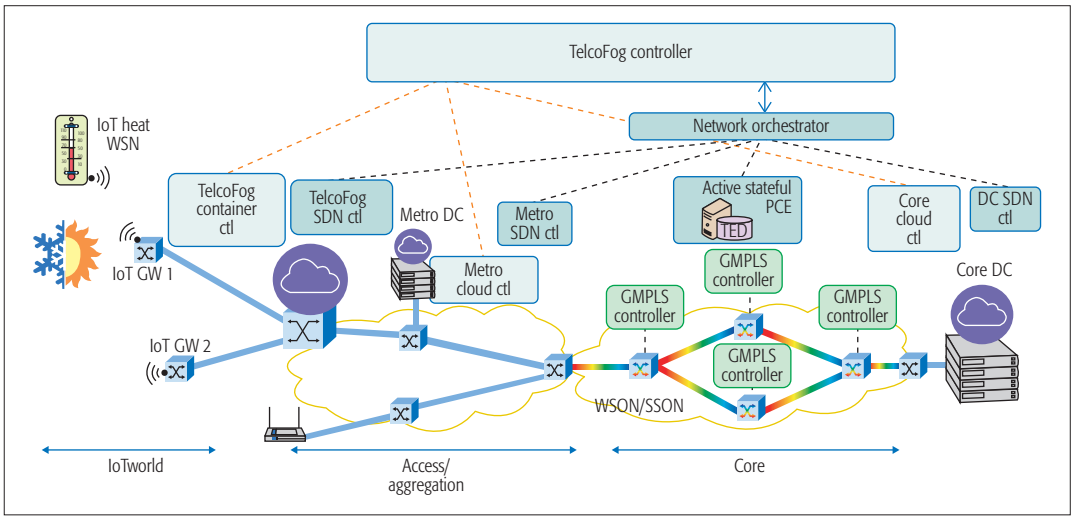 TelcoFog controller
Network orchestrator
IoT heat
WSN
TelcoFog
container
ctl
TelcoFog
SDN ctl
Metro DC
Metro
SDN ctl
Active stateful
PCE
TED
Core
cloud
ctl
DC SDN
ctl
IoT GW 1
Metro
cloud ctl
GMPLS
controller
GMPLS
controller
GMPLS
controller
Core DC
IoT GW 2
GMPLS
controller
WSON/SSON
IoTworld
Access/
aggregation
Core